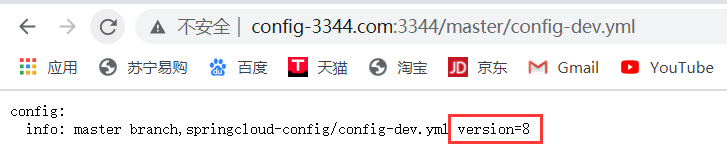 不安全 | config-3344.com:3344/master/config-dev.yml
应用 苏宁易购 百度 T 天猫 淘宝 JD 京东 M Gmail YouTube
config:
info: master branch,springcloud-config/config-dev.yml version=8